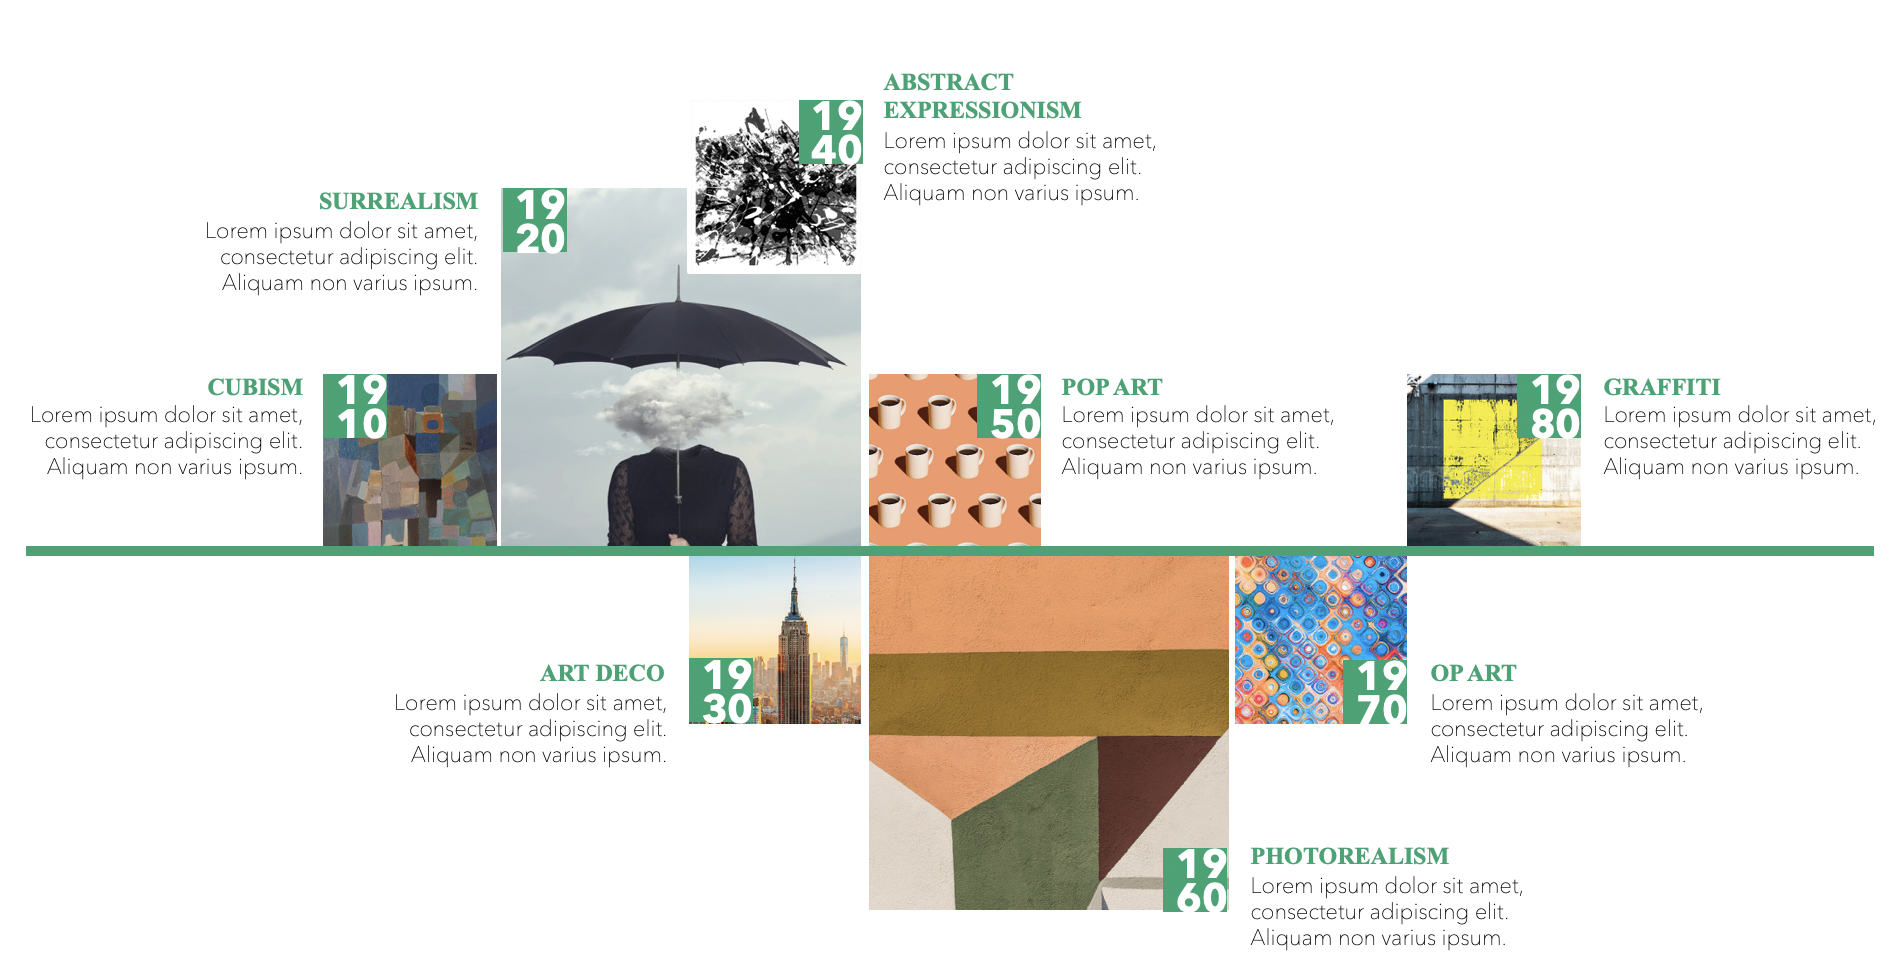 ABSTRACT
EXPRESSIONISM
19
40
Lorem ipsum dolor sit amet,
consectetur adipiscing elit.
Aliquam non varius ipsum.
SURREALISM
19
20
Lorem ipsum dolor sit amet,
consectetur adipiscing elit.
Aliquam non varius ipsum.
CUBISM
19
10
Lorem ipsum dolor sit amet,
consectetur adipiscing elit.
Aliquam non varius ipsum.
19
50
POP ART
Lorem ipsum dolor sit amet,
consectetur adipiscing elit.
Aliquam non varius ipsum.
19
80
GRAFFITI
Lorem ipsum dolor sit amet,
consectetur adipiscing elit.
Aliquam non varius ipsum.
ART DECO
19
30
Lorem ipsum dolor sit amet,
consectetur adipiscing elit.
Aliquam non varius ipsum.
19
70
OP ART
Lorem ipsum dolor sit amet,
consectetur adipiscing elit.
Aliquam non varius ipsum.
19
60
PHOTOREALISM
Lorem ipsum dolor sit amet,
consectetur adipiscing elit.
Aliquam non varius ipsum.